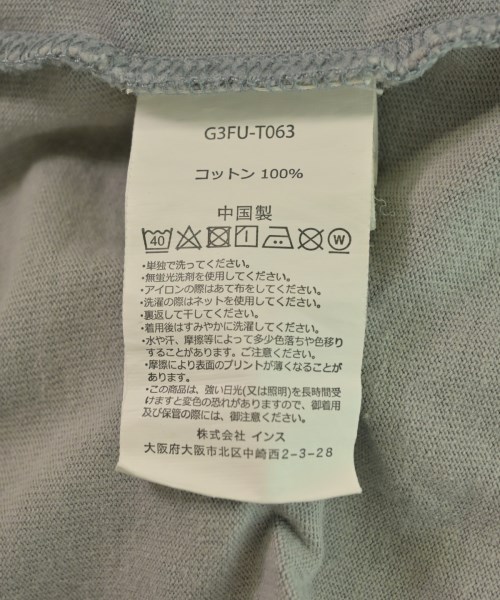 G3FU-T063
コットン 100%
中国製
40 W
・単独で洗ってください。
・無蛍光洗剤を使用してください。
・アイロンの際はあて布をしてください。
・洗濯の際はネットを使用してください。
・裏返して干してください。
・着用後はすみやかに洗濯してください。
・水や汗、摩擦等によって多少色落ちや色移り
することがあります。ご注意ください。
・摩擦により表面のプリントが薄くなることが
あります。
・この商品は、強い日光(又は照明)を長時間受
けますと変色の恐れがありますので、御着用
及び保管の際には、御注意ください。
株式会社 インス
大阪府大阪市北区中崎西2-3-28